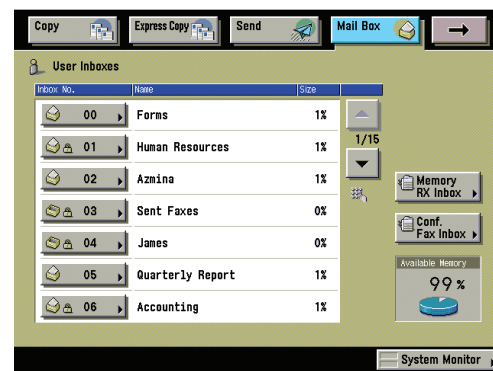 Copy Express Copy Send Mail Box
User Inboxes
Inbox No. Name Size
00 Forms 1%
01 Human Resources 1%
1/15
02 Azmina 1%
Memory
RX Inbox
03 Sent Faxes 0%
Conf.
Fax Inbox
04 James 0%
Available Memory
99 %
05 Quarterly Report 1%
06 Accounting 1%
System Monitor